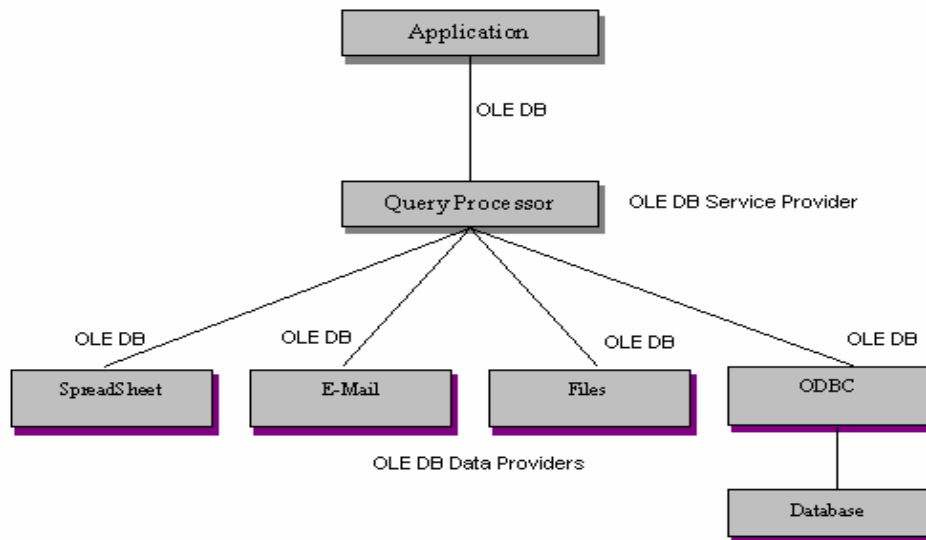 Application
OLE DB
Query Processor
OLE DB Service Provider
OLE DB
OLE DB
OLE DB
OLE DB
SpreadSheet
E-Mail
Files
ODBC
OLE DB Data Providers
Database